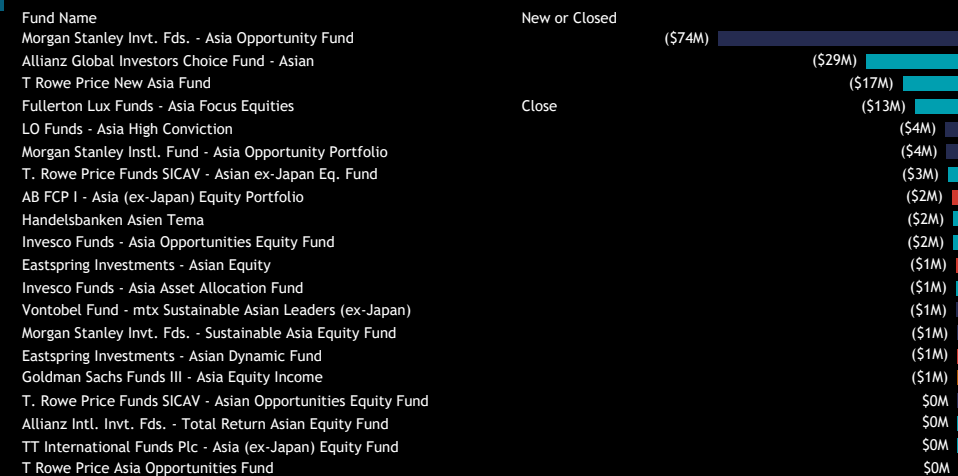 Fund Name New or Closed
Morgan Stanley Invt. Fds. - Asia Opportunity Fund ($74M)
Allianz Global Investors Choice Fund - Asian ($29M)
T Rowe Price New Asia Fund ($17M)
Fullerton Lux Funds - Asia Focus Equities Close ($13M)
LO Funds - Asia High Conviction ($4M)
Morgan Stanley Instl. Fund - Asia Opportunity Portfolio ($4M)
T. Rowe Price Funds SICAV - Asian ex-Japan Eq. Fund ($3M)
AB FCP I - Asia (ex-Japan) Equity Portfolio ($2M)
Handelsbanken Asien Tema ($2M)
Invesco Funds - Asia Opportunities Equity Fund ($2M)
Eastspring Investments - Asian Equity ($1M)
Invesco Funds - Asia Asset Allocation Fund ($1M)
Vontobel Fund - mtx Sustainable Asian Leaders (ex-Japan) ($1M)
Morgan Stanley Invt. Fds. - Sustainable Asia Equity Fund ($1M)
Eastspring Investments - Asian Dynamic Fund ($1M)
Goldman Sachs Funds III - Asia Equity Income ($1M)
T. Rowe Price Funds SICAV - Asian Opportunities Equity Fund $0M
Allianz Intl. Invt. Fds. - Total Return Asian Equity Fund $0M
TT International Funds Plc - Asia (ex-Japan) Equity Fund $0M
T Rowe Price Asia Opportunities Fund $0M